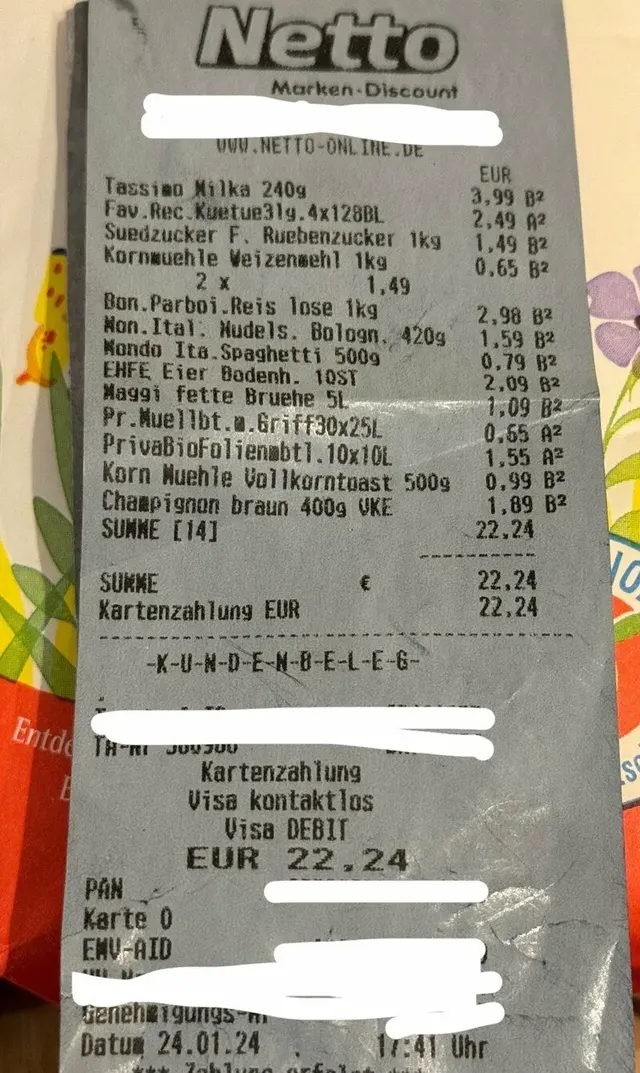 Netto
Marken-Discount
WWW.NETTO-ONLINE.DE
EUR
Tassimo Milka 240g 3,99 B²
Fav.Rec.Kuetue3lg.4x128BL 2,49 A²
Suedzucker F. Ruebenzucker 1kg 1,49 B²
Kornmuehle Weizenmehl 1kg 0,65 B²
2 x 1,49
Bon.Parboi.Reis lose 1kg 2,98 B²
Mon.Ital. Nudels. Bologn. 420g 1,59 B²
Mondo Ita.Spaghetti 500g 0,79 B²
EHFE Eier Bodenh. 10ST 2,09 B²
Maggi fette Bruehe 5L 1,09 B²
Pr.Muellbt.m.Griff30x25L 0,65 A²
PrivaBioFolienmbtl.10x10L 1,55 A²
Korn Muehle Vollkorntoast 500g 0,99 B²
Champignon braun 400g VKE 1,89 B²
SUMME [14] 22,24
SUMME € 22,24
Kartenzahlung EUR 22,24
-K-U-N-D-E-N-B-E-L-E-G-
Kartenzahlung
Visa kontaktlos
Visa DEBIT
EUR 22,24
PAN
Karte 0
EMV-AID
Genehmigungs-
Datum 24.01.24 17:41 Uhr
*** Zahlung erfolgt ***
Entde